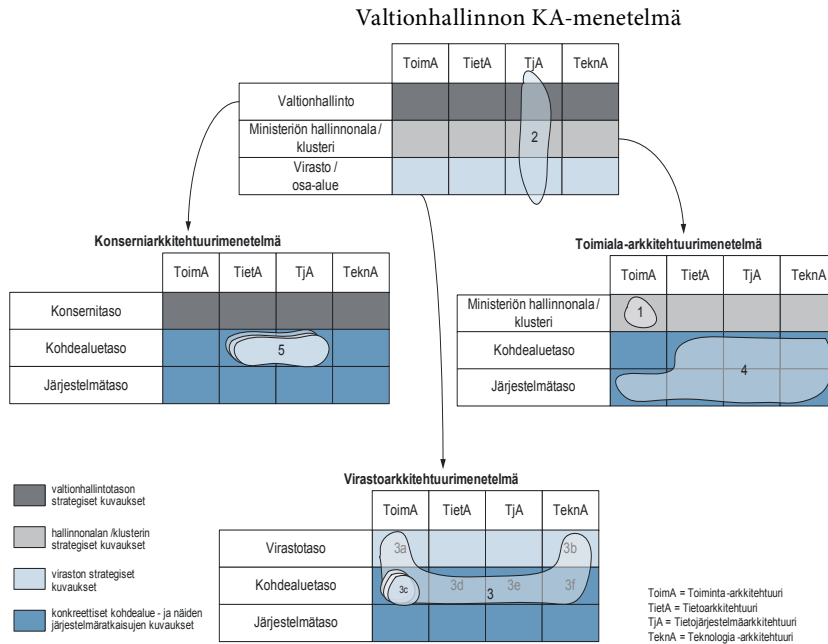 Valtionhallinnon KA-menetelmä
ToimA TietA TjA TeknA
Valtionhallinto
Ministeriön hallinnonala /
klusteri
2
Virasto /
osa-alue
Konserniarkkitehtuurimenetelmä
ToimA TietA TjA TeknA
Konsernitaso
Kohdealuetaso 5
Järjestelmätaso
Toimiala-arkkitehtuurimenetelmä
ToimA TietA TjA TeknA
Ministeriön hallinnonala /
klusteri
1
Kohdealuetaso
4
Järjestelmätaso
Virastoarkkitehtuurimenetelmä
ToimA TietA TjA TeknA
Virastotaso 3a 3b
Kohdealuetaso 3c 3d 3 3e 3f
Järjestelmätaso
valtionhallintotason
strategiset kuvaukset
hallinnonalan /klusterin
strategiset kuvaukset
viraston strategiset
kuvaukset
konkreettiset kohdealue - ja näiden
järjestelmäratkaisujen kuvaukset
ToimA = Toiminta -arkkitehtuuri
TietA = Tietoarkkitehtuuri
TjA = Tietojärjestelmäarkkitehtuuri
TeknA = Teknologia -arkkitehtuuri